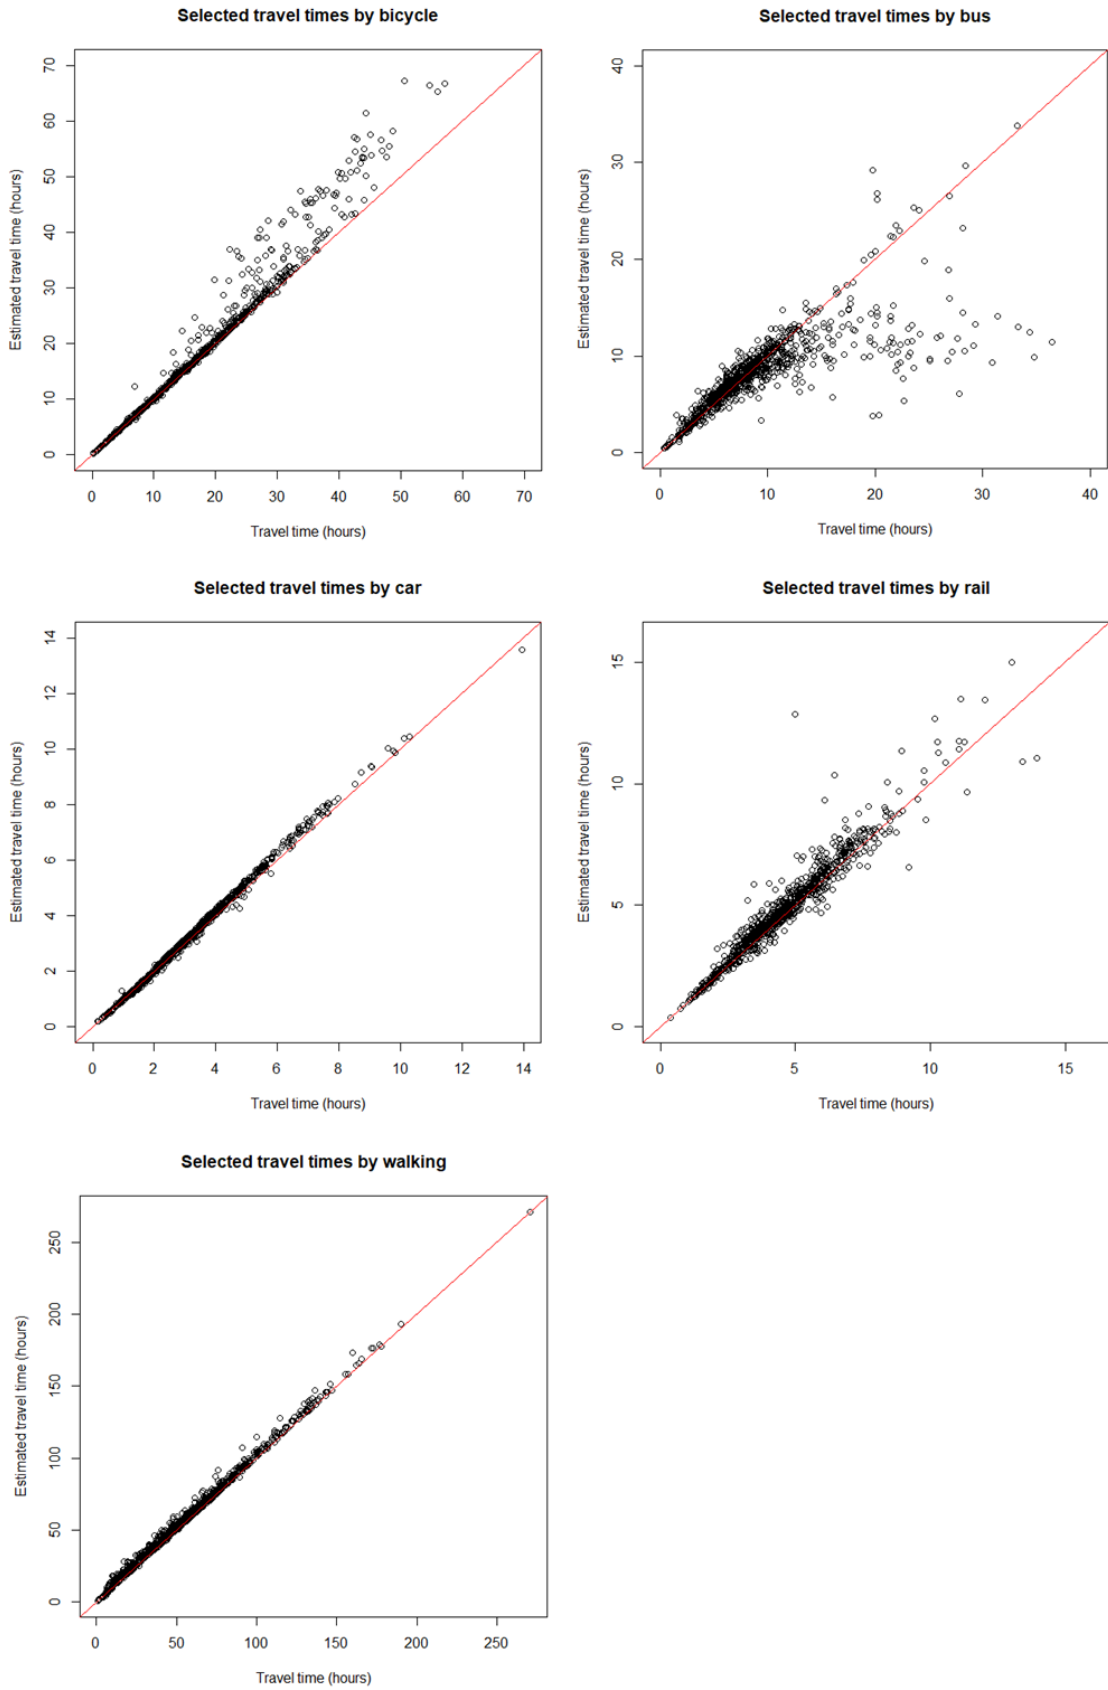 Selected travel times by bicycle
Estimated travel time (hours)
70
60
50
40
30
20
10
0
0 10 20 30 40 50 60 70
Travel time (hours)
Selected travel times by bus
Estimated travel time (hours)
40
30
20
10
0
0 10 20 30 40
Travel time (hours)
Selected travel times by car
Estimated travel time (hours)
14
12
10
8
6
4
2
0
0 2 4 6 8 10 12 14
Travel time (hours)
Selected travel times by rail
Estimated travel time (hours)
15
10
5
0
0 5 10 15
Travel time (hours)
Selected travel times by walking
Estimated travel time (hours)
250
200
150
100
50
0
0 50 100 150 200 250
Travel time (hours)